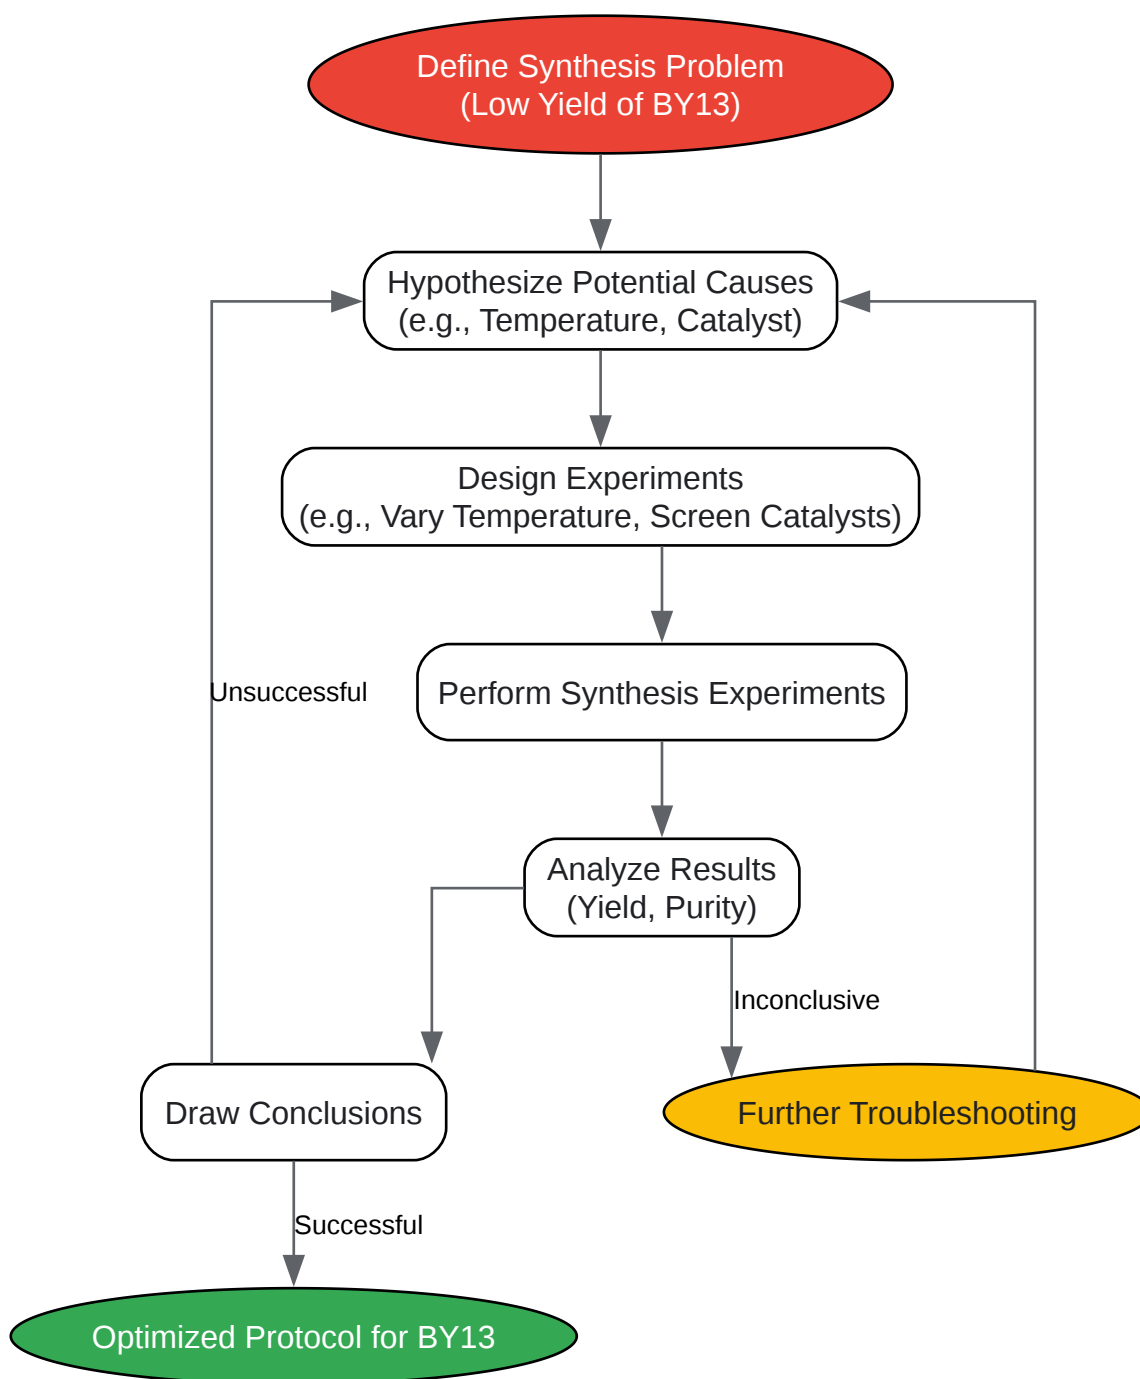 Define Synthesis Problem
(Low Yield of BY13)
Hypothesize Potential Causes
(e.g., Temperature, Catalyst)
Design Experiments
(e.g., Vary Temperature, Screen Catalysts)
Unsuccessful
Perform Synthesis Experiments
Analyze Results
(Yield, Purity)
Inconclusive
Draw Conclusions
Further Troubleshooting
Successful
Optimized Protocol for BY13